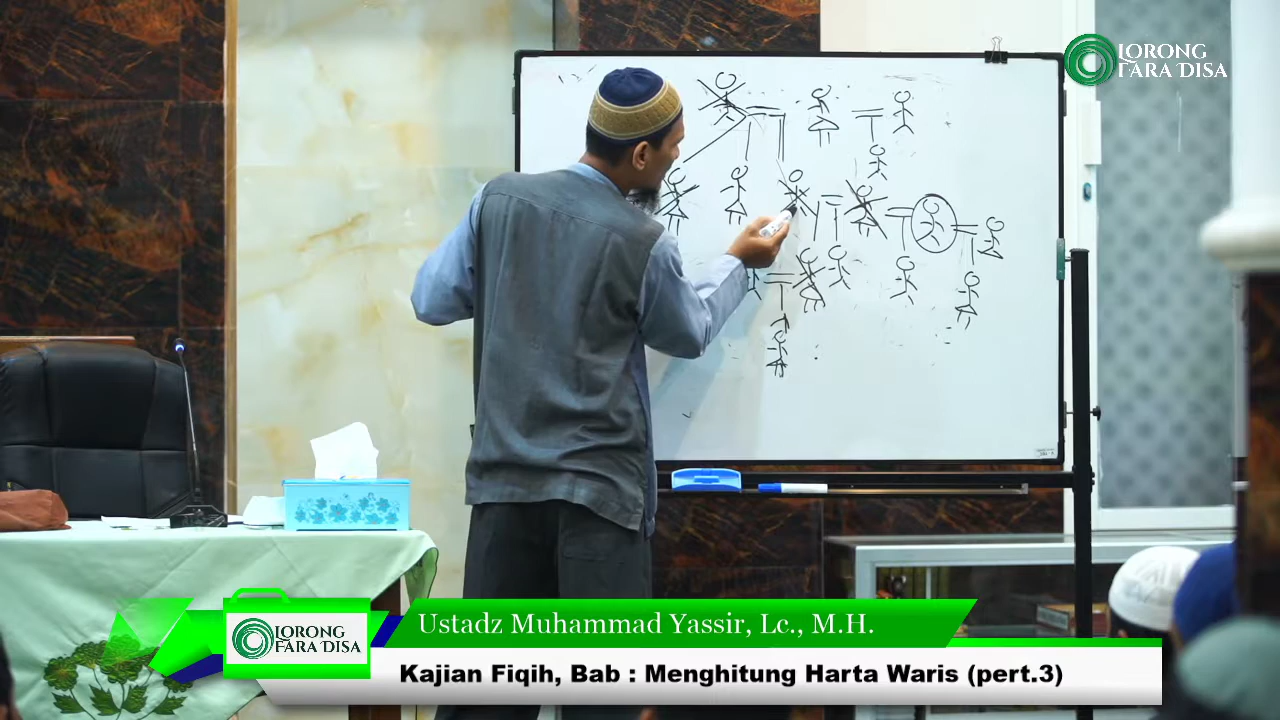 LORONG
FARA DISA
Ustadz Muhammad Yassir, Lc., M.H.
LORONG
FARA DISA
Kajian Fiqih, Bab : Menghitung Harta Waris (pert.3)